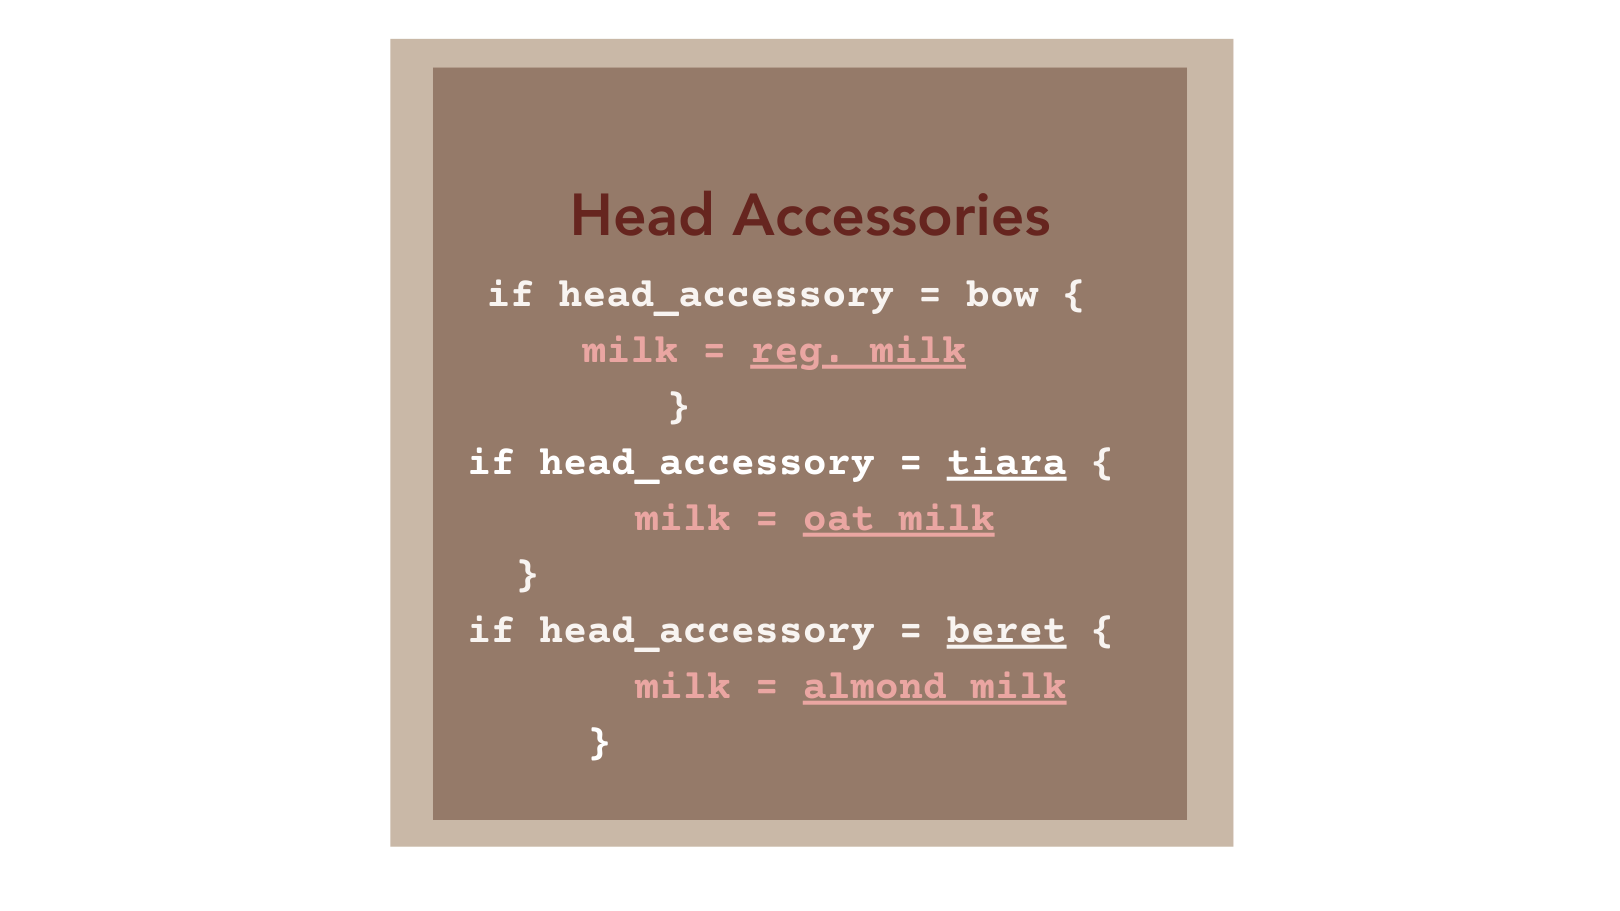 Head Accessories
if head_accessory = bow {
milk = reg. milk
}
if head_accessory = tiara {
milk = oat milk
}
if head_accessory = beret {
milk = almond milk
}